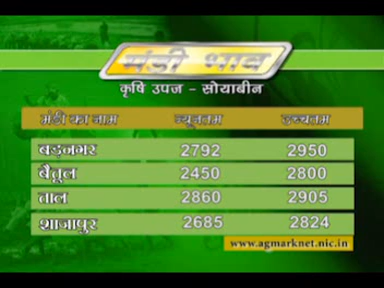 मंडी भाव
कृषि उपज - सोयाबीन
मंडी का नाम न्यूनतम उच्चतम
बड़नगर 2792 2950
बैतूल 2450 2800
ताल 2860 2905
शाजापुर 2685 2824
www.agmarknet.nic.in